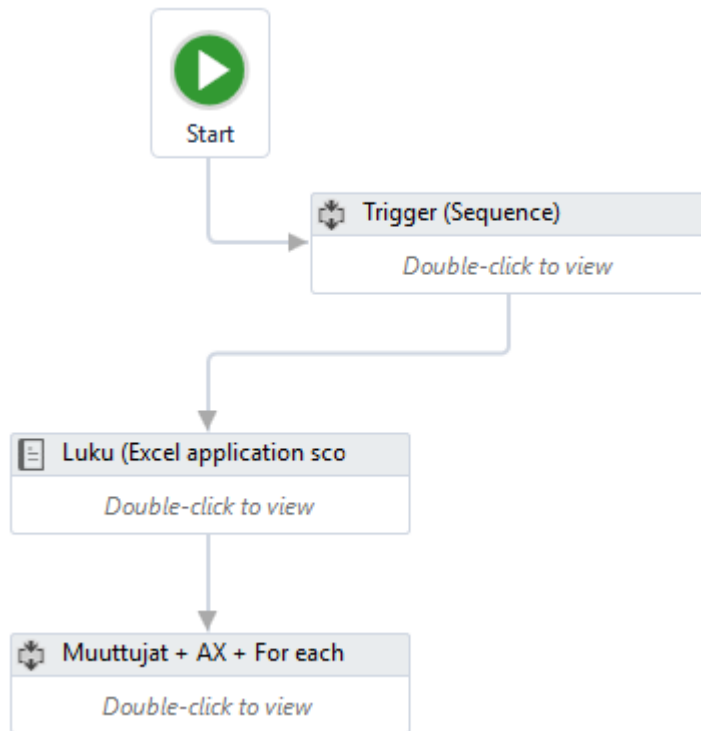 Start
Trigger (Sequence)
Double-click to view
Luku (Excel application sco
Double-click to view
Muuttujat + AX + For each
Double-click to view